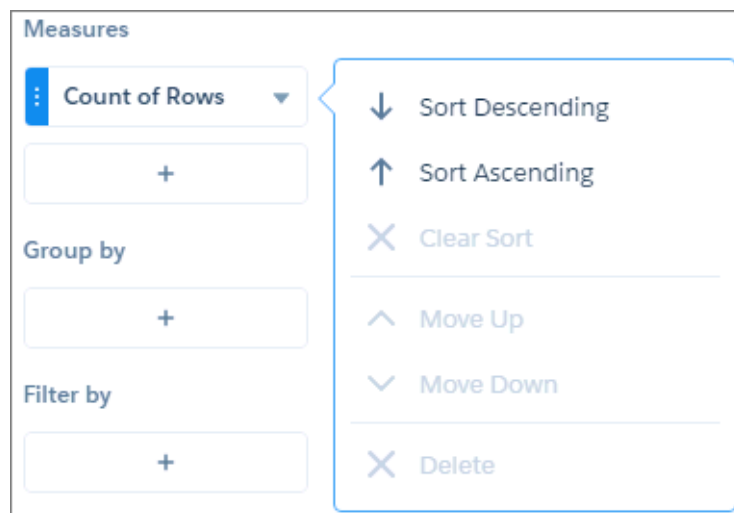 Measures
Count of Rows
+
Group by
+
Filter by
+
Sort Descending
Sort Ascending
Clear Sort
Move Up
Move Down
Delete